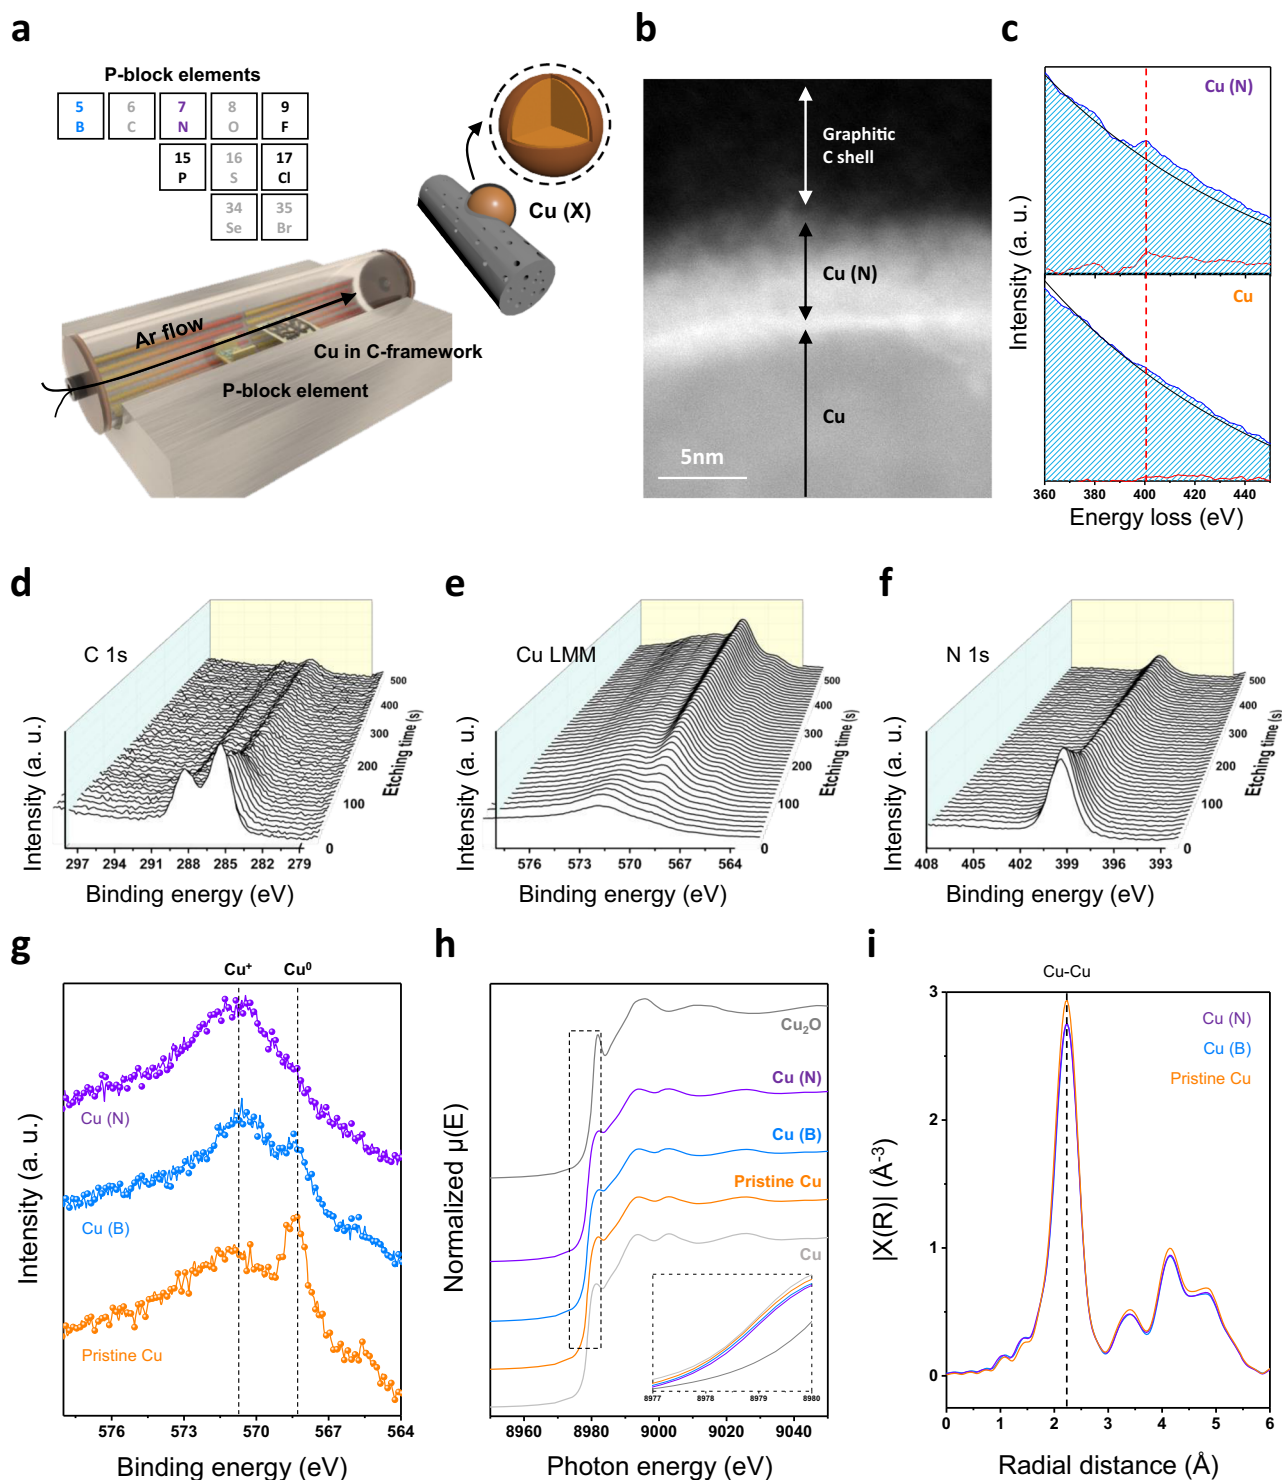 a
P-block elements
5
B
6
C
7
N
8
O
9
F
15
P
16
S
17
Cl
34
Se
35
Br
Cu (X)
Ar flow
Cu in C-framework
P-block element
b
Graphitic
C shell
Cu (N)
Cu
5nm
c
Cu (N)
Cu
Intensity (a. u.)
360 380 400 420 440
Energy loss (eV)
d
C 1s
Intensity (a. u.)
297 294 291 288 285 282 279
Binding energy (eV)
0 100 200 300 400 500
Etching time (s)
e
Cu LMM
Intensity (a. u.)
576 573 570 567 564
Binding energy (eV)
0 100 200 300 400 500
Etching time (s)
f
N 1s
Intensity (a. u.)
408 405 402 399 396 393
Binding energy (eV)
0 100 200 300 400 500
Etching time (s)
g
Cu⁺ Cu⁰
Cu (N)
Cu (B)
Pristine Cu
Intensity (a. u.)
576 573 570 567 564
Binding energy (eV)
h
Cu₂O
Cu (N)
Cu (B)
Pristine Cu
Cu
Normalized μ(E)
8977 8978 8979 8980
8960 8980 9000 9020 9040
Photon energy (eV)
i
Cu-Cu
Cu (N)
Cu (B)
Pristine Cu
3
2
1
0
|X(R)| (Å⁻³)
0 1 2 3 4 5 6
Radial distance (Å)